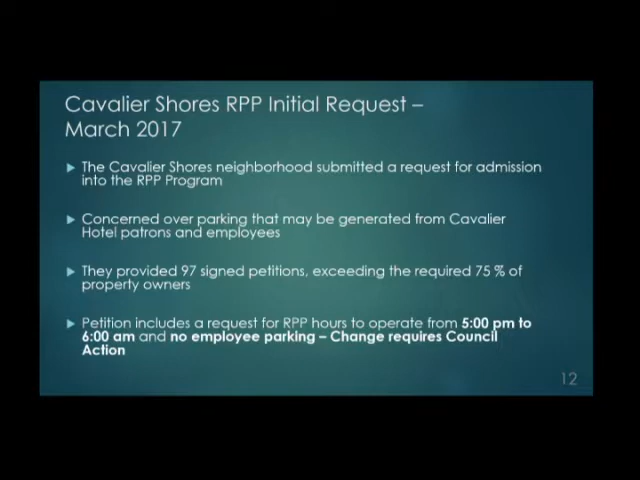 Cavalier Shores RPP Initial Request –
March 2017
The Cavalier Shores neighborhood submitted a request for admission
into the RPP Program
Concerned over parking that may be generated from Cavalier
Hotel patrons and employees
They provided 97 signed petitions, exceeding the required 75 % of
property owners
Petition includes a request for RPP hours to operate from 5:00 pm to
6:00 am and no employee parking – Change requires Council
Action
12